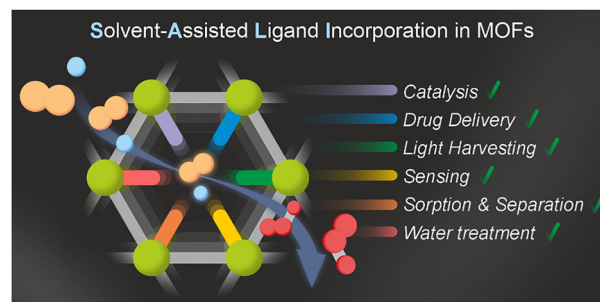 Solvent-Assisted Ligand Incorporation in MOFs
Catalysis ✓
Drug Delivery ✓
Light Harvesting ✓
Sensing ✓
Sorption & Separation ✓
Water treatment ✓